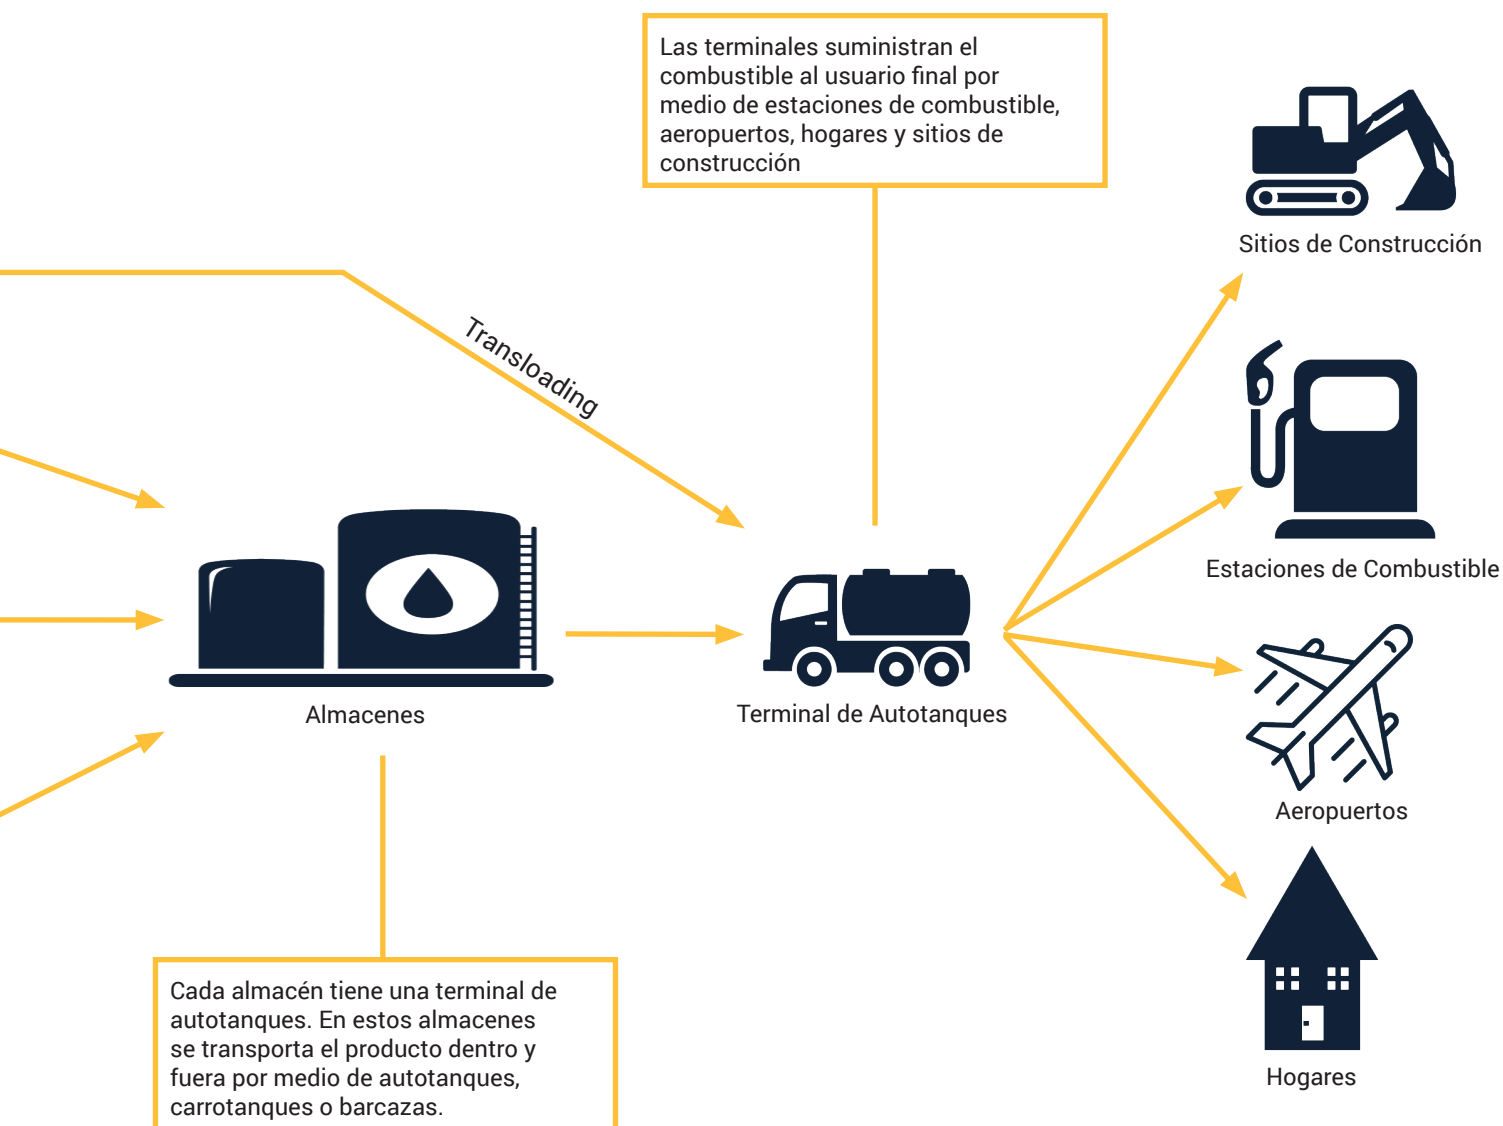 Las terminales suministran el
combustible al usuario final por
medio de estaciones de combustible,
aeropuertos, hogares y sitios de
construcción
Sitios de Construcción
Transloading
Estaciones de Combustible
Almacenes
Terminal de Autotanques
Aeropuertos
Cada almacén tiene una terminal de
autotanques. En estos almacenes
se transporta el producto dentro y
fuera por medio de autotanques,
carrotanques o barcazas.
Hogares